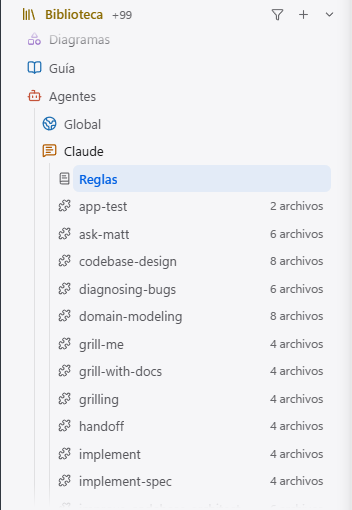 Biblioteca +99
Diagramas
Guía
Agentes
Global
Claude
Reglas
app-test 2 archivos
ask-matt 6 archivos
codebase-design 8 archivos
diagnosing-bugs 6 archivos
domain-modeling 8 archivos
grill-me 4 archivos
grill-with-docs 4 archivos
grilling 4 archivos
handoff 4 archivos
implement 4 archivos
implement-spec 4 archivos